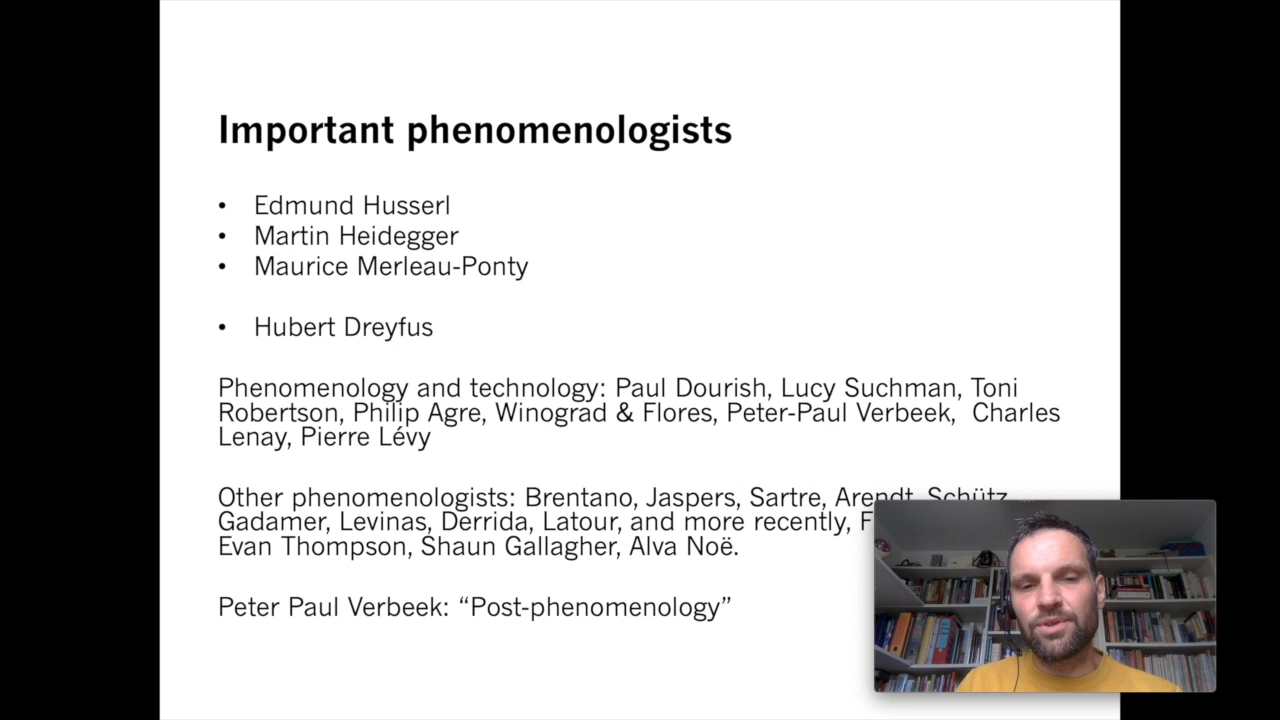 Important phenomenologists
• Edmund Husserl
• Martin Heidegger
• Maurice Merleau-Ponty
• Hubert Dreyfus
Phenomenology and technology: Paul Dourish, Lucy Suchman, Toni
Robertson, Philip Agre, Winograd & Flores, Peter-Paul Verbeek,  Charles
Lenay, Pierre Lévy
Other phenomenologists: Brentano, Jaspers, Sartre, Arendt, Schütz
Gadamer, Levinas, Derrida, Latour, and more recently,
Evan Thompson, Shaun Gallagher, Alva Noë.
Peter Paul Verbeek: “Post-phenomenology”